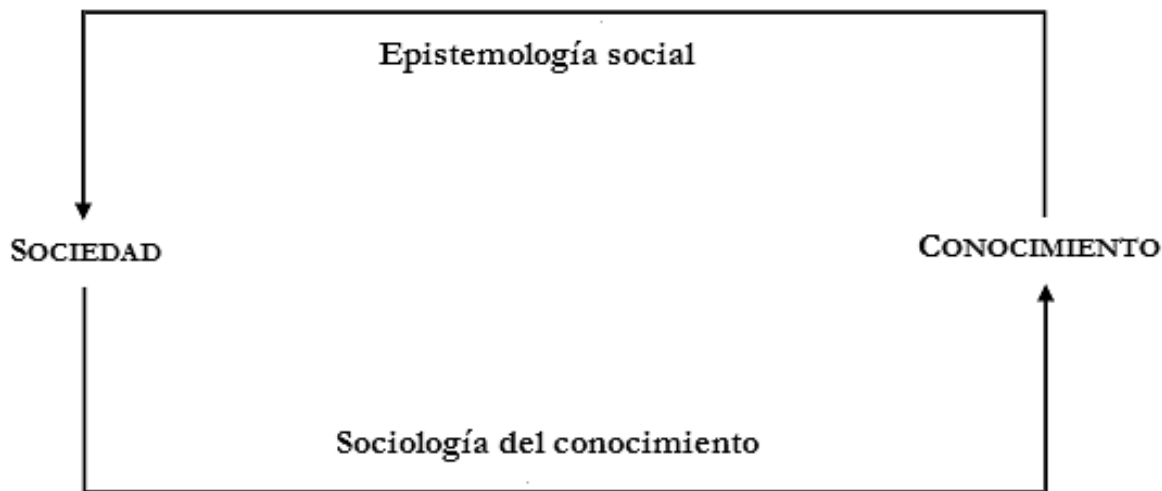 Epistemología social
SOCIEDAD
CONOCIMIENTO
Sociología del conocimiento